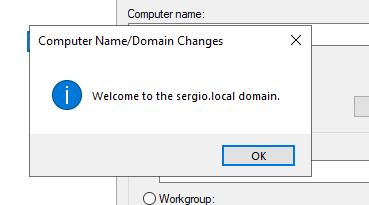 Computer name:
Computer Name/Domain Changes
Welcome to the sergio.local domain.
OK
Workgroup: